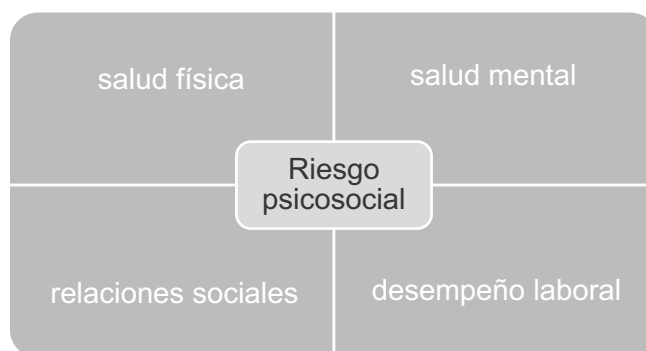 salud física
salud mental
Riesgo
psicosocial
relaciones sociales
desempeño laboral